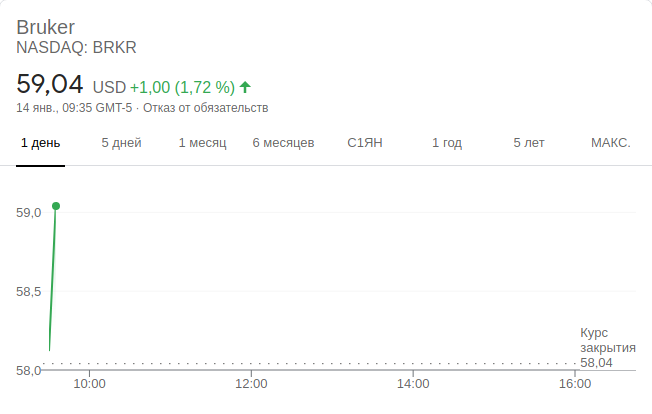 Bruker
NASDAQ: BRKR
59,04 USD +1,00 (1,72 %)
14 янв., 09:35 GMT-5 · Отказ от обязательств
1 день 5 дней 1 месяц 6 месяцев С1ЯН 1 год 5 лет МАКС.
59,0
58,5
Курс
закрытия
58,04
58,0
10:00 12:00 14:00 16:00